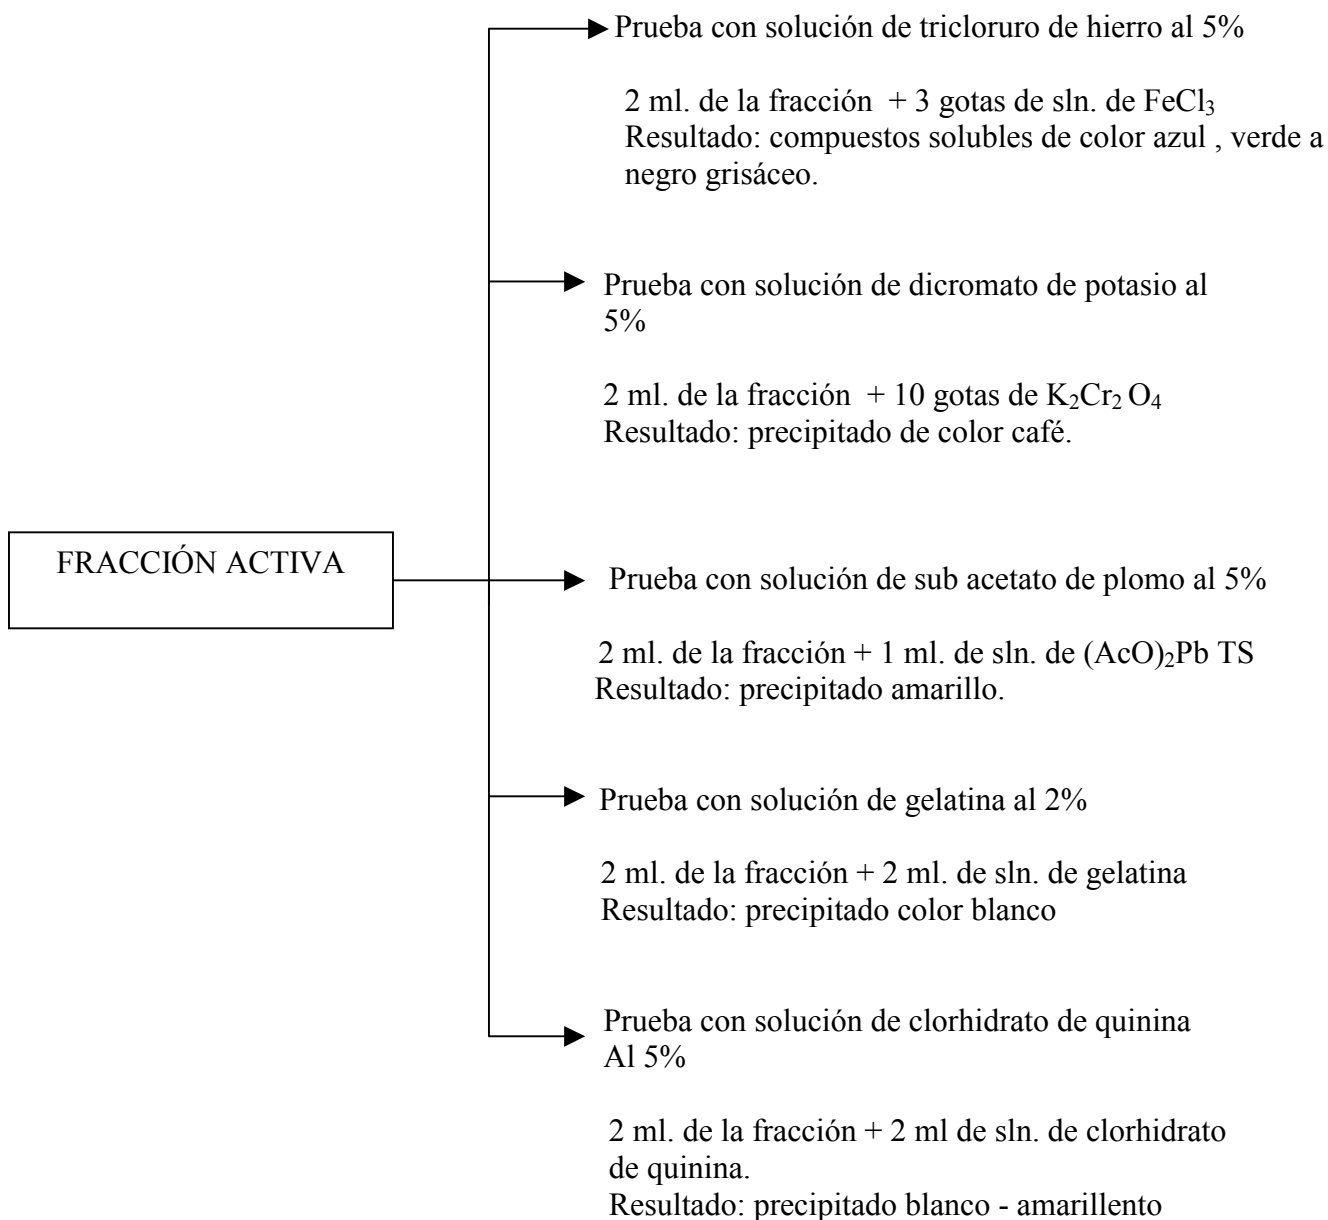 Prueba con solución de tricloruro de hierro al 5%
2 ml. de la fracción + 3 gotas de sln. de FeCl₃
Resultado: compuestos solubles de color azul , verde a
negro grisáceo.
Prueba con solución de dicromato de potasio al
5%
2 ml. de la fracción + 10 gotas de K₂Cr₂ O₄
Resultado: precipitado de color café.
FRACCIÓN ACTIVA
Prueba con solución de sub acetato de plomo al 5%
2 ml. de la fracción + 1 ml. de sln. de (AcO)₂Pb TS
Resultado: precipitado amarillo.
Prueba con solución de gelatina al 2%
2 ml. de la fracción + 2 ml. de sln. de gelatina
Resultado: precipitado color blanco
Prueba con solución de clorhidrato de quinina
Al 5%
2 ml. de la fracción + 2 ml de sln. de clorhidrato
de quinina.
Resultado: precipitado blanco - amarillento